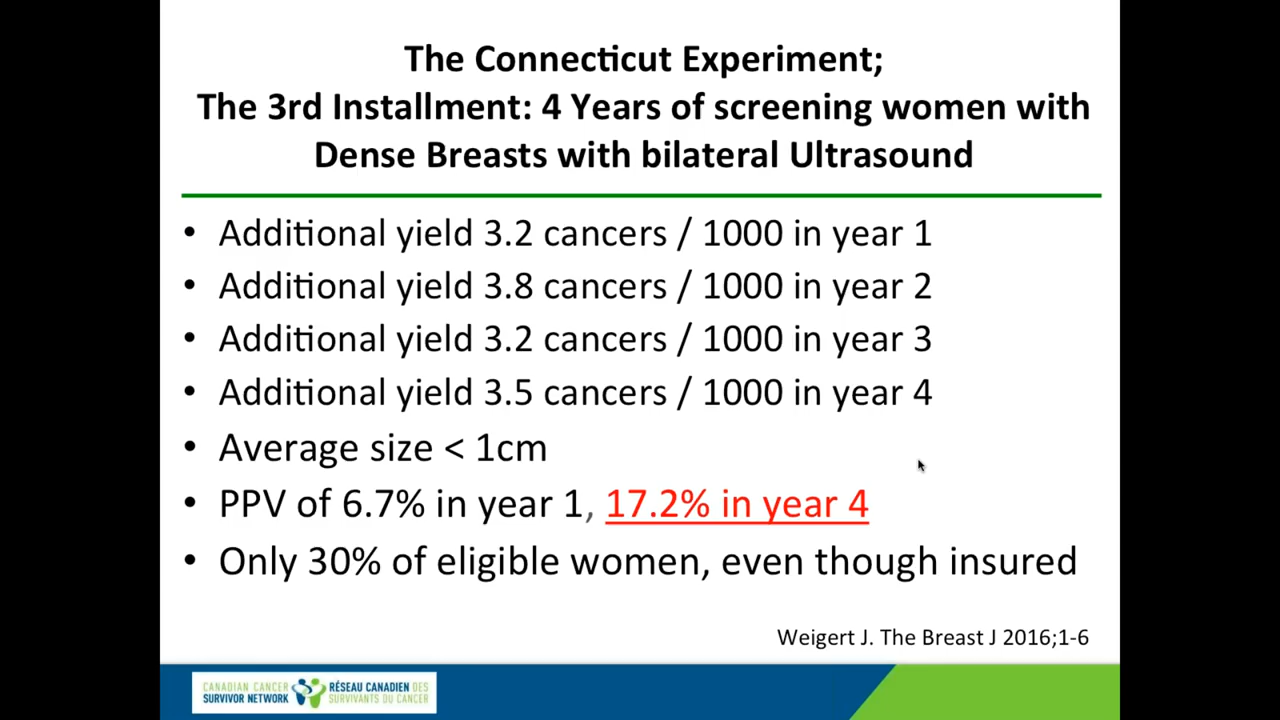 The Connecticut Experiment;
The 3rd Installment: 4 Years of screening women with
Dense Breasts with bilateral Ultrasound
• Additional yield 3.2 cancers / 1000 in year 1
• Additional yield 3.8 cancers / 1000 in year 2
• Additional yield 3.2 cancers / 1000 in year 3
• Additional yield 3.5 cancers / 1000 in year 4
• Average size < 1cm
• PPV of 6.7% in year 1, 17.2% in year 4
• Only 30% of eligible women, even though insured
Weigert J. The Breast J 2016;1-6
CANADIAN CANCER
SURVIVOR NETWORK
RÉSEAU CANADIEN DES
SURVIVANTS DU CANCER